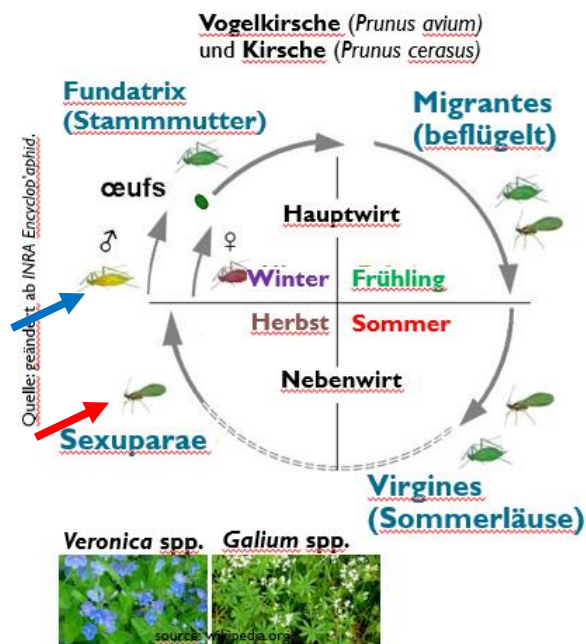 Vogelkirsche (Prunus avium)
und Kirsche (Prunus cerasus)
Fundatrix
(Stammmutter)
Migrantes
(beflügelt)
œufs
♂
♀
Hauptwirt
Winter
Frühling
Herbst
Sommer
Nebenwirt
Sexuparae
Virgines
(Sommerläuse)
Quelle: geändert ab INRA Encyclop'aphid.
Veronica spp.
Galium spp.
source: wikipedia.org